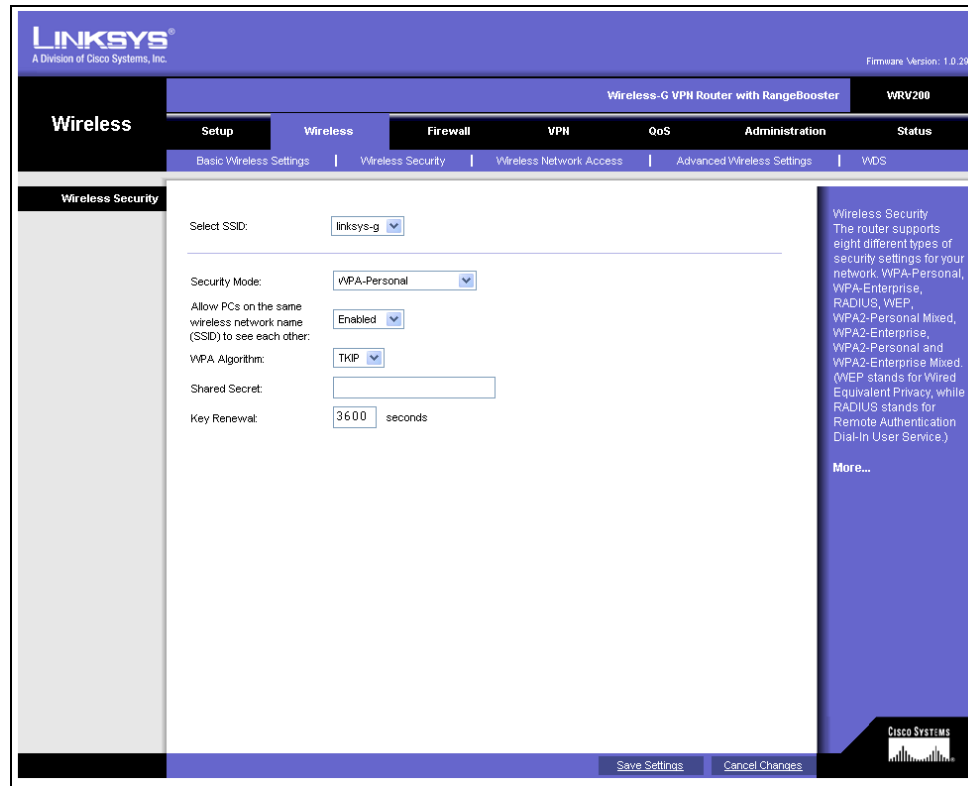 LINKSYS®
A Division of Cisco Systems, Inc.
Firmware Version: 1.0.29
Wireless-G VPN Router with RangeBooster
WRV200
Wireless
Setup
Wireless
Firewall
VPN
QoS
Administration
Status
Basic Wireless Settings | Wireless Security | Wireless Network Access | Advanced Wireless Settings | WDS
Wireless Security
Select SSID:
linksys-g
Security Mode:
WPA-Personal
Allow PCs on the same
wireless network name
(SSID) to see each other:
Enabled
WPA Algorithm:
TKIP
Shared Secret:
Key Renewal:
3600 seconds
Wireless Security
The router supports
eight different types of
security settings for your
network. WPA-Personal,
WPA-Enterprise,
RADIUS, WEP,
WPA2-Personal Mixed,
WPA2-Enterprise,
WPA2-Personal and
WPA2-Enterprise Mixed.
(WEP stands for Wired
Equivalent Privacy, while
RADIUS stands for
Remote Authentication
Dial-In User Service.)
More...
Save Settings
Cancel Changes
CISCO SYSTEMS